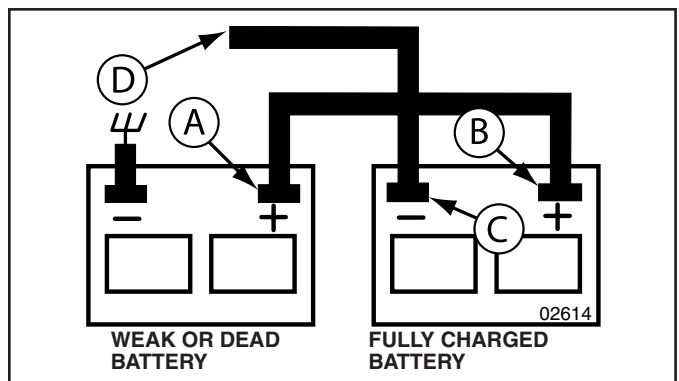 D
A
B
C
− + − +
02614
WEAK OR DEAD
BATTERY
FULLY CHARGED
BATTERY